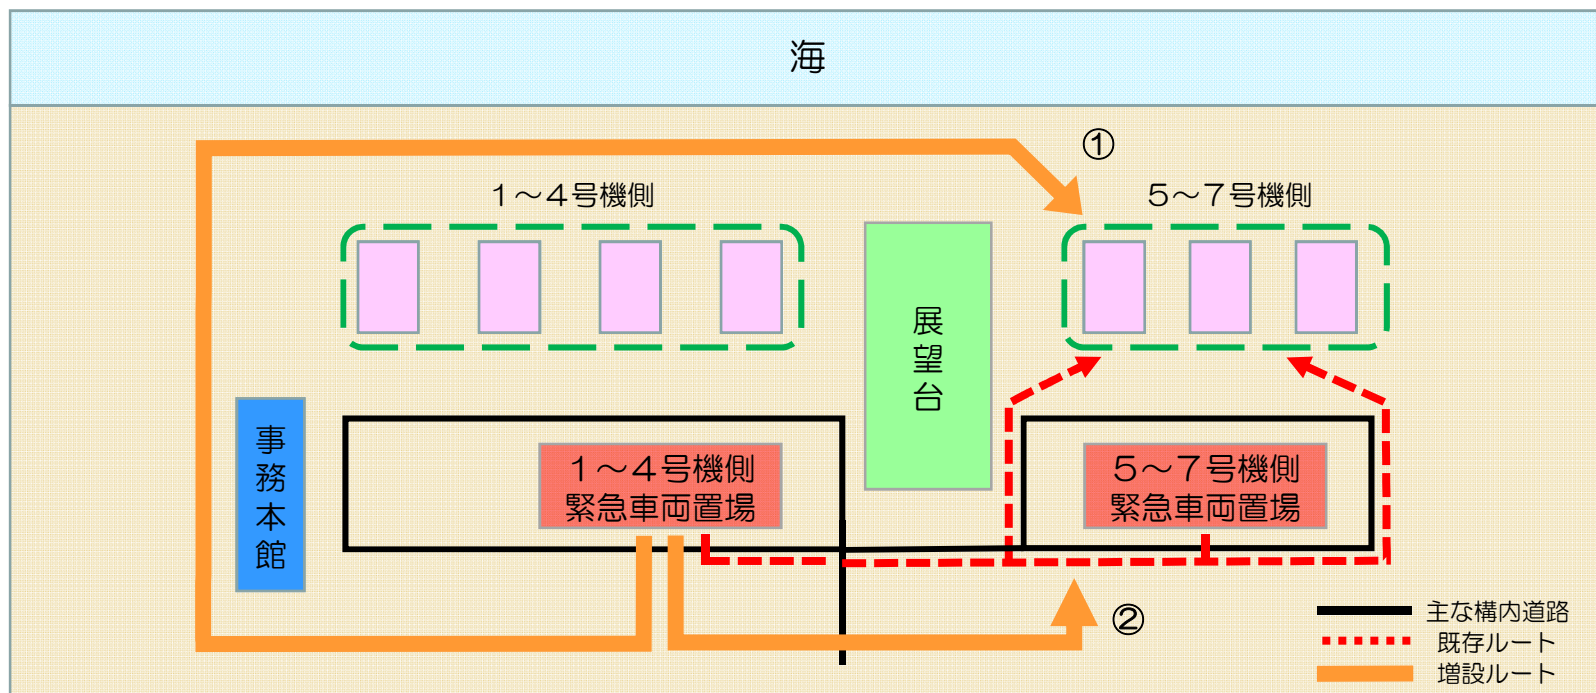 海
①
１～４号機側
５～７号機側
展望台
事務本館
１～４号機側
緊急車両置場
５～７号機側
緊急車両置場
②
主な構内道路
既存ルート
増設ルート